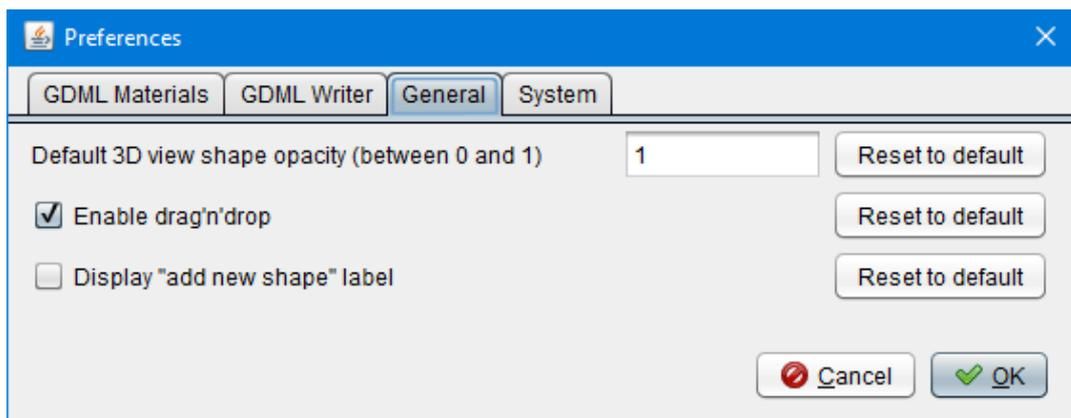 Preferences
GDML Materials GDML Writer General System
Default 3D view shape opacity (between 0 and 1) 1 Reset to default
Enable drag'n'drop Reset to default
Display "add new shape" label Reset to default
Cancel OK